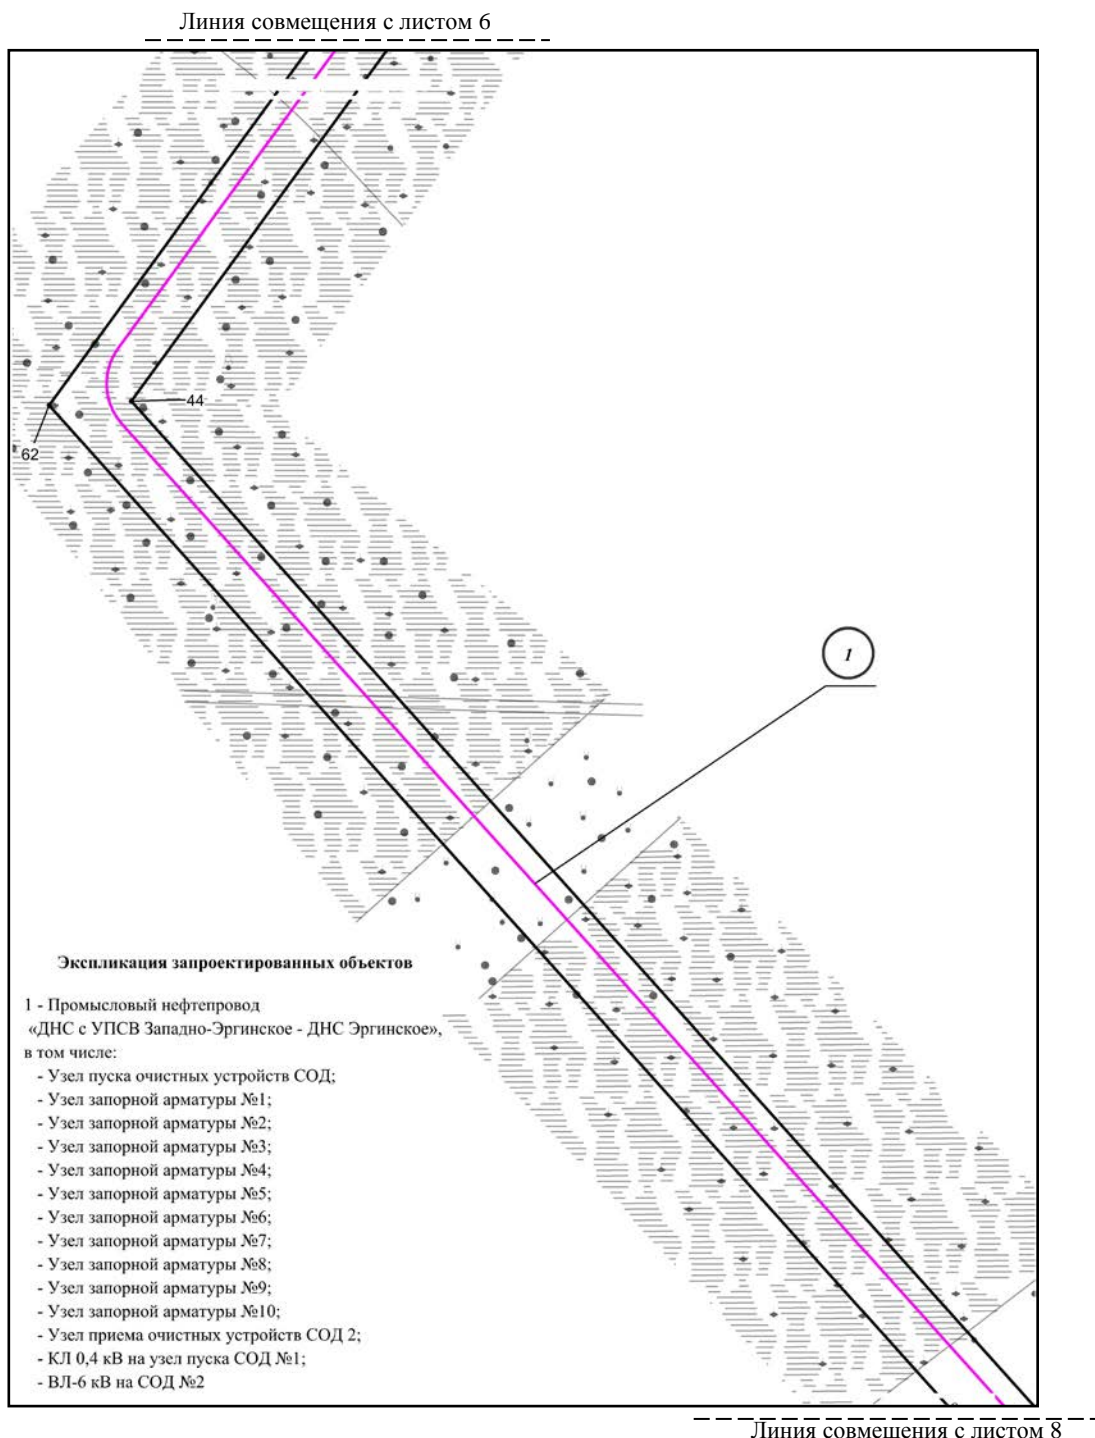 Линия совмещения с листом 6
44
62
1
Экспликация запроектированных объектов
1 - Промысловый нефтепровод
«ДНС с УПСВ Западно-Эргинское - ДНС Эргинское»,
в том числе:
- Узел пуска очистных устройств СОД;
- Узел запорной арматуры №1;
- Узел запорной арматуры №2;
- Узел запорной арматуры №3;
- Узел запорной арматуры №4;
- Узел запорной арматуры №5;
- Узел запорной арматуры №6;
- Узел запорной арматуры №7;
- Узел запорной арматуры №8;
- Узел запорной арматуры №9;
- Узел запорной арматуры №10;
- Узел приема очистных устройств СОД 2;
- КЛ 0,4 кВ на узел пуска СОД №1;
- ВЛ-6 кВ на СОД №2
Линия совмещения с листом 8